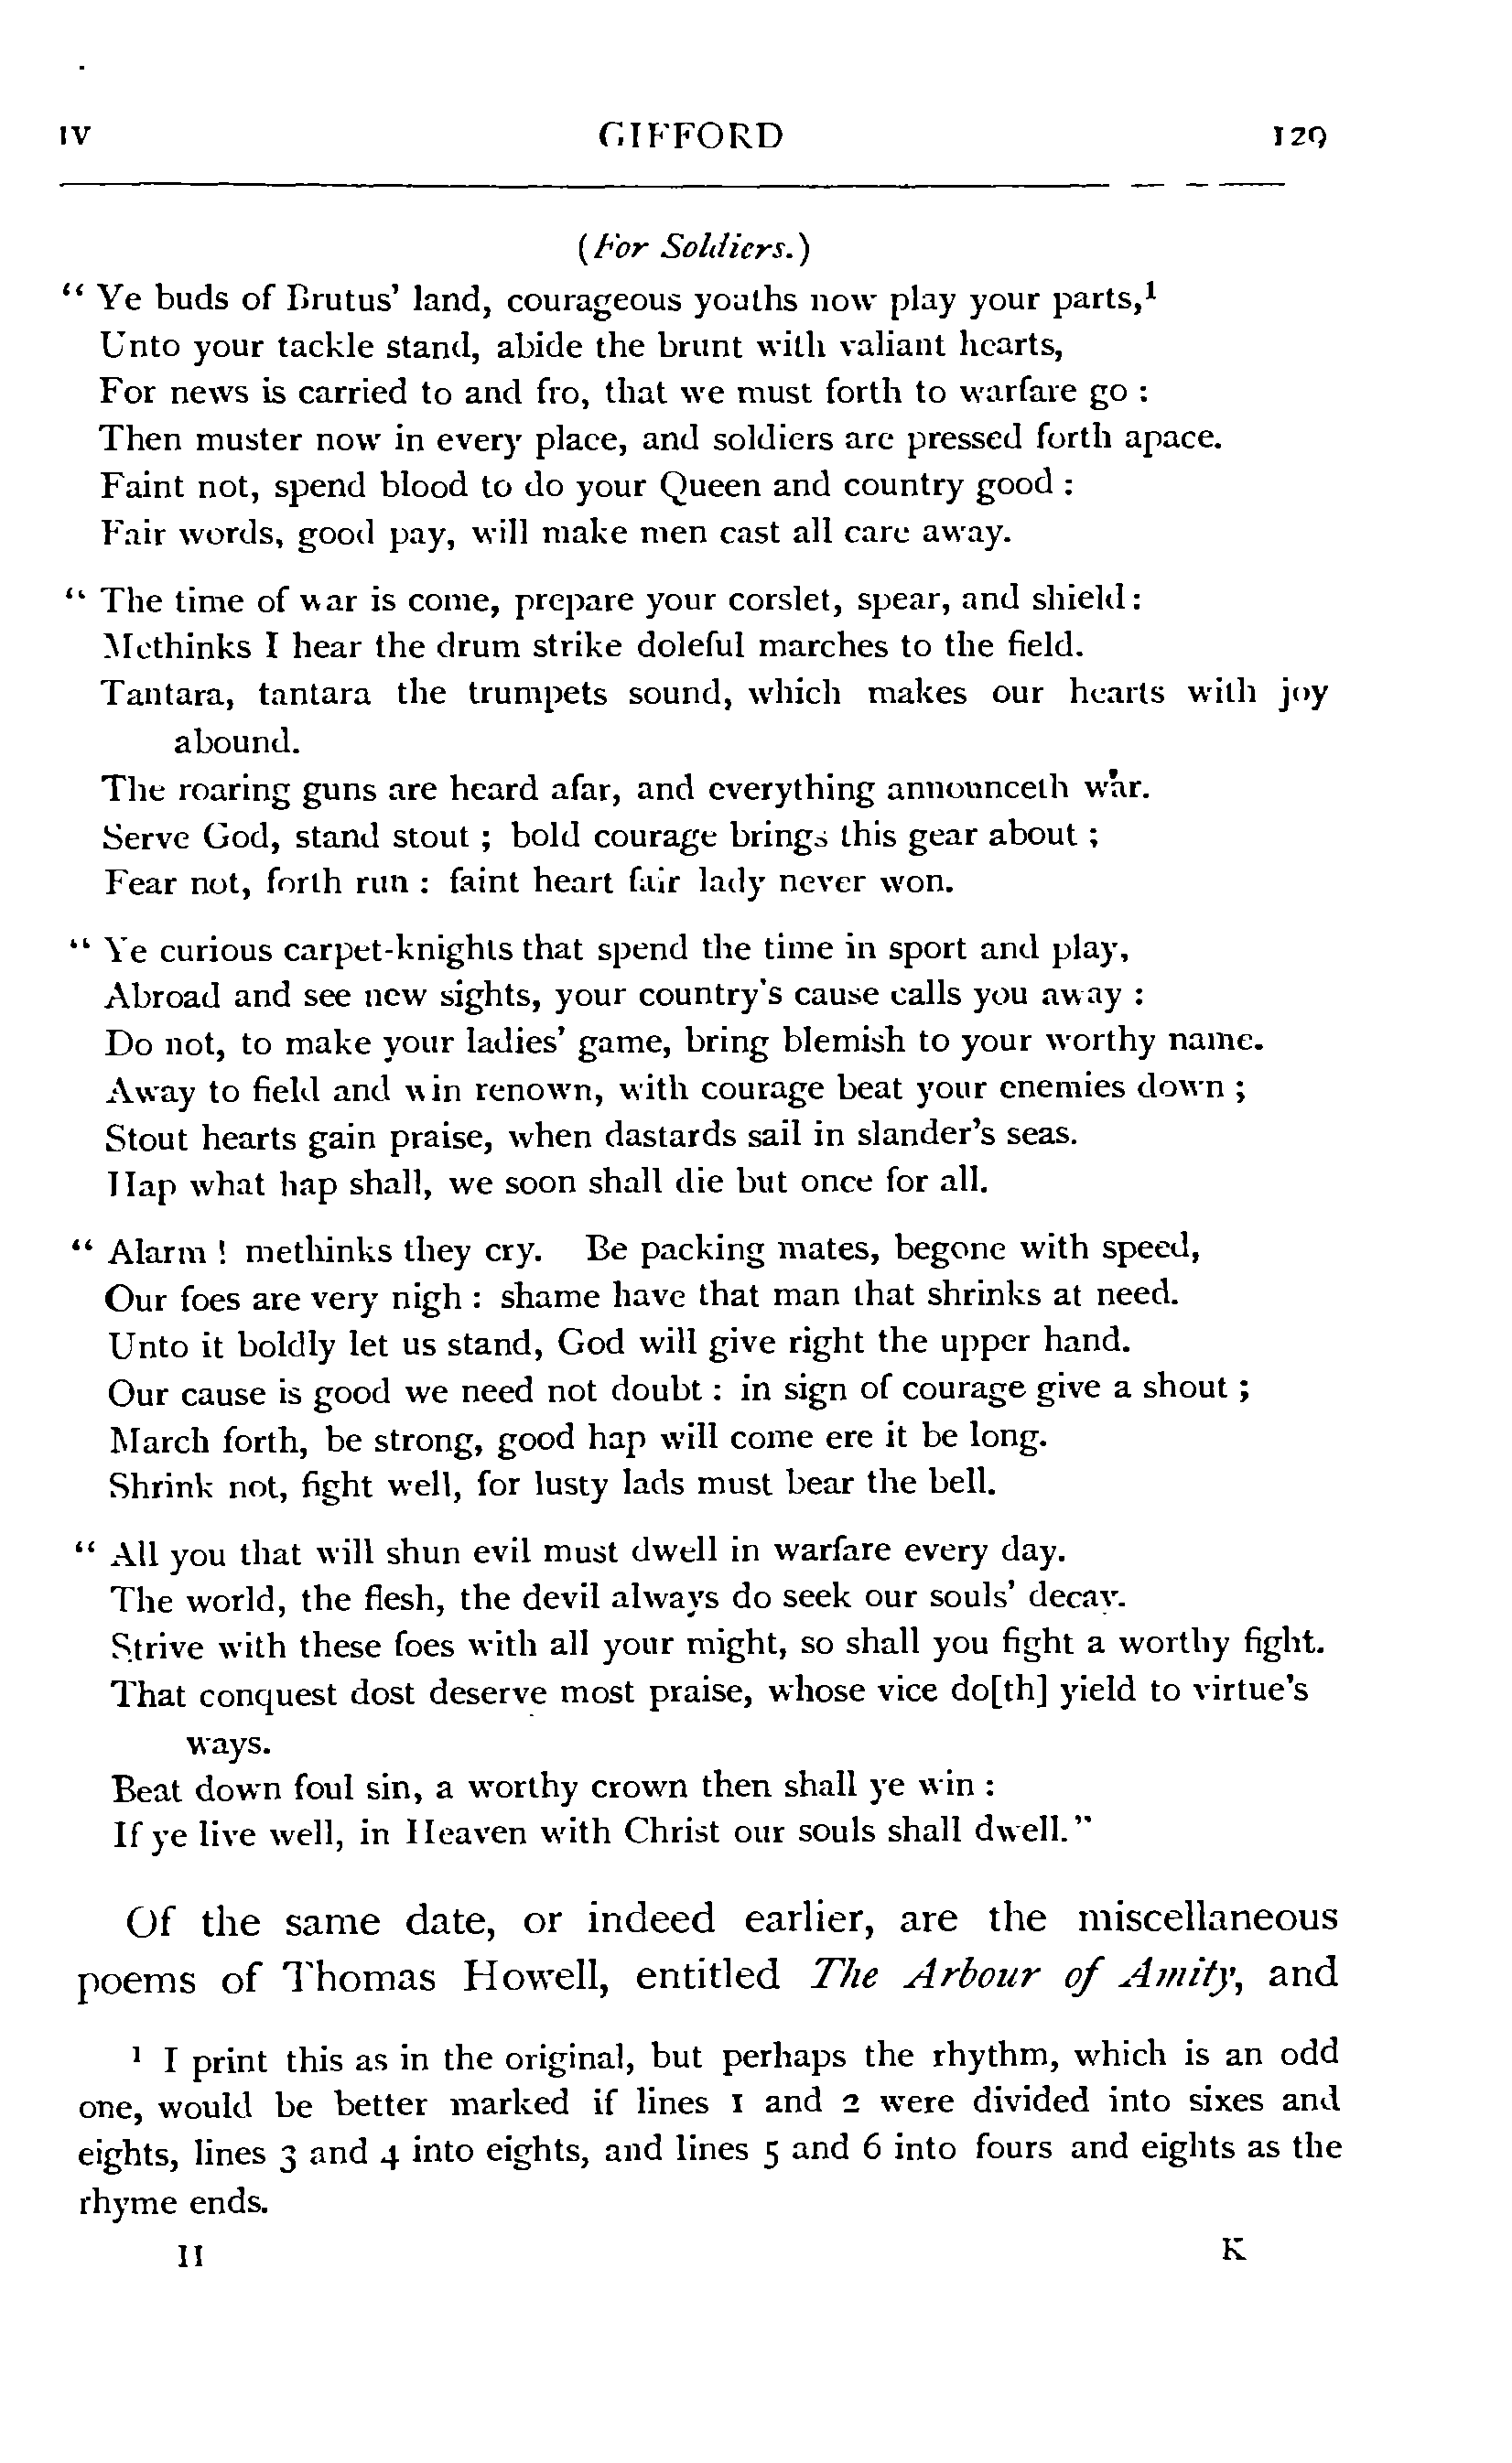 IV GIFFORD 129
(For Soldiers.)
“ Ye buds of Brutus’ land, courageous youths now play your parts,¹
Unto your tackle stand, abide the brunt with valiant hearts,
For news is carried to and fro, that we must forth to warfare go :
Then muster now in every place, and soldiers are pressed forth apace.
Faint not, spend blood to do your Queen and country good :
Fair words, good pay, will make men cast all care away.
“ The time of war is come, prepare your corslet, spear, and shield:
Methinks I hear the drum strike doleful marches to the field.
Tantara, tantara the trumpets sound, which makes our hearts with joy
abound.
The roaring guns are heard afar, and everything announceth war.
Serve God, stand stout ; bold courage brings this gear about ;
Fear not, forth run : faint heart fair lady never won.
“ Ye curious carpet-knights that spend the time in sport and play,
Abroad and see new sights, your country's cause calls you away :
Do not, to make your ladies’ game, bring blemish to your worthy name.
Away to field and win renown, with courage beat your enemies down ;
Stout hearts gain praise, when dastards sail in slander’s seas.
Hap what hap shall, we soon shall die but once for all.
“ Alarm ! methinks they cry. Be packing mates, begone with speed,
Our foes are very nigh : shame have that man that shrinks at need.
Unto it boldly let us stand, God will give right the upper hand.
Our cause is good we need not doubt : in sign of courage give a shout ;
March forth, be strong, good hap will come ere it be long.
Shrink not, fight well, for lusty lads must bear the bell.
“ All you that will shun evil must dwell in warfare every day.
The world, the flesh, the devil always do seek our souls’ decay.
Strive with these foes with all your might, so shall you fight a worthy fight.
That conquest dost deserve most praise, whose vice do[th] yield to virtue’s
ways.
Beat down foul sin, a worthy crown then shall ye win :
If ye live well, in Heaven with Christ our souls shall dwell.”
Of the same date, or indeed earlier, are the miscellaneous
poems of Thomas Howell, entitled The Arbour of Amity, and
¹ I print this as in the original, but perhaps the rhythm, which is an odd
one, would be better marked if lines 1 and 2 were divided into sixes and
eights, lines 3 and 4 into eights, and lines 5 and 6 into fours and eights as the
rhyme ends.
II K